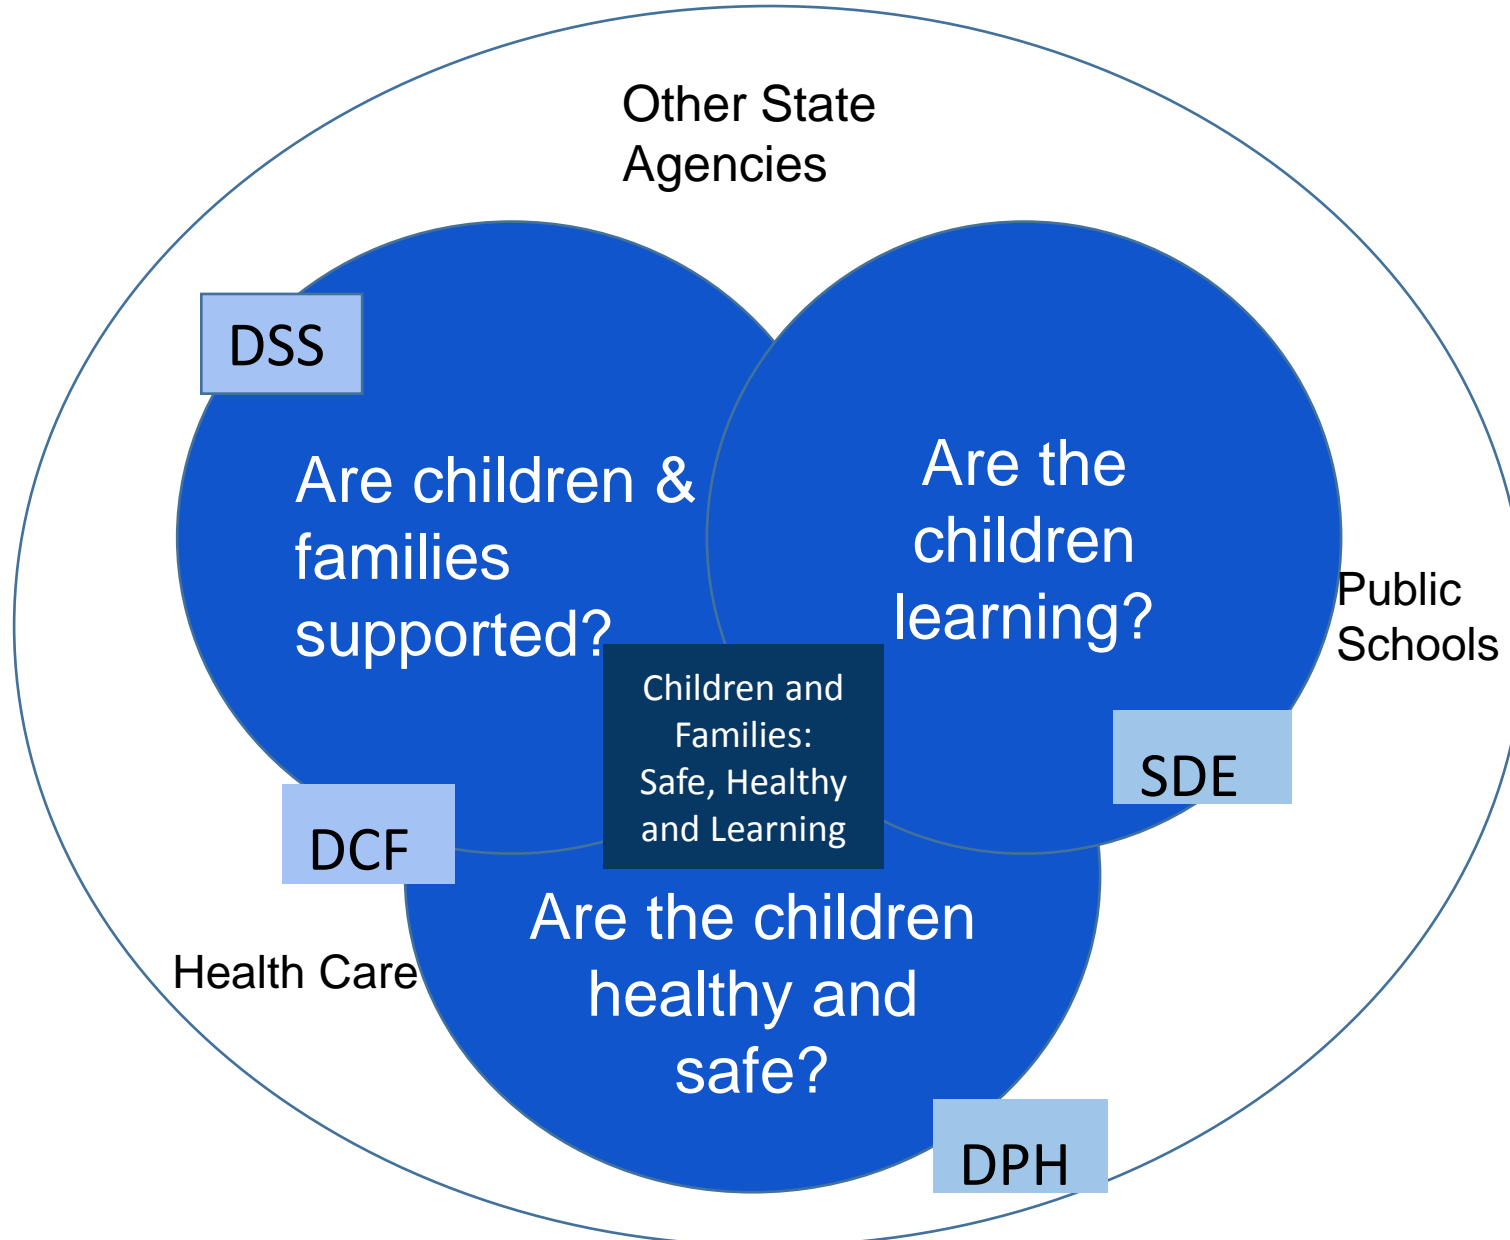 Other State
Agencies
DSS
Are children &
families
supported?
Are the
children
learning?
Public
Schools
Children and
Families:
Safe, Healthy
and Learning
SDE
DCF
Health Care
Are the children
healthy and
safe?
DPH